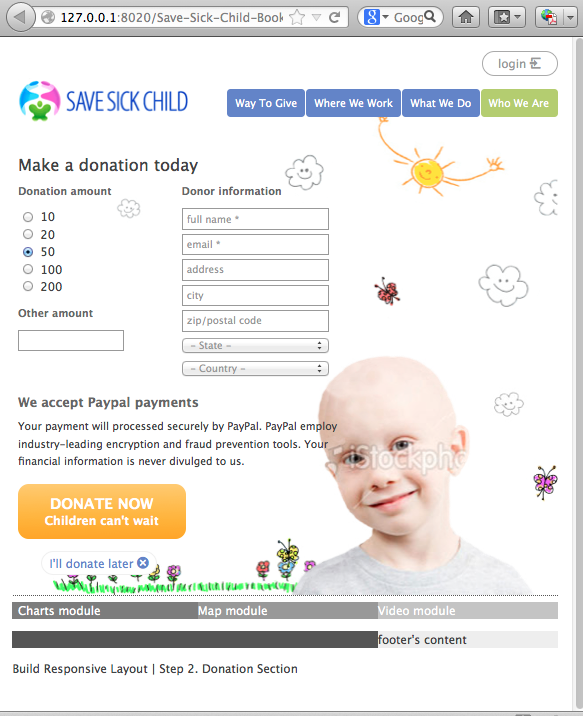 127.0.0.1:8020/Save-Sick-Child-Book
Goog
login
SAVE SICK CHILD
Way To Give
Where We Work
What We Do
Who We Are
Make a donation today
Donation amount
10
20
50
100
200
Other amount
Donor information
full name *
email *
address
city
zip/postal code
- State -
- Country -
We accept Paypal payments
Your payment will processed securely by PayPal. PayPal employ
industry-leading encryption and fraud prevention tools. Your
financial information is never divulged to us.
iStockpho
DONATE NOW
Children can't wait
I'll donate later
Charts module
Map module
Video module
footer's content
Build Responsive Layout | Step 2. Donation Section